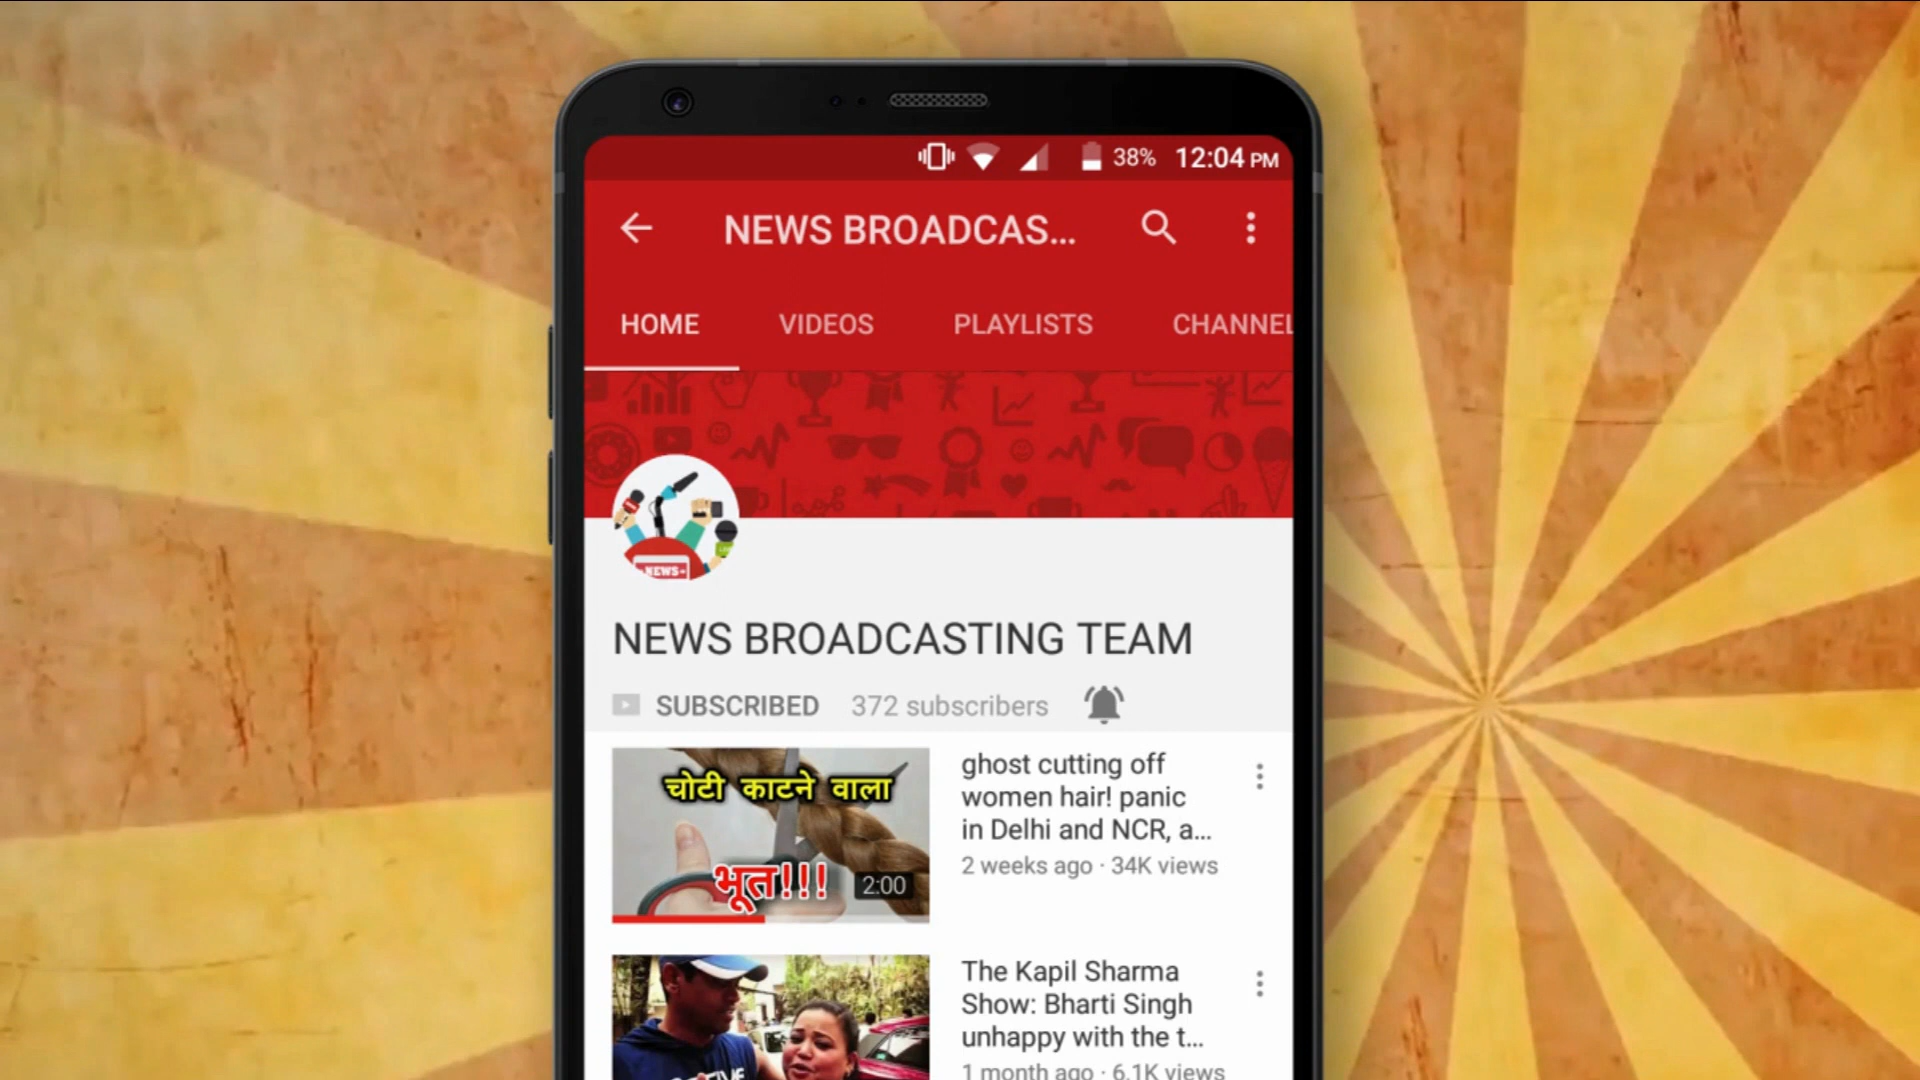 38% 12:04 PM
NEWS BROADCAS...
HOME VIDEOS PLAYLISTS CHANNEL
NEWS
NEWS BROADCASTING TEAM
SUBSCRIBED 372 subscribers
चोटी काटने वाला
भूत!!!
2:00
ghost cutting off
women hair! panic
in Delhi and NCR, a...
2 weeks ago · 34K views
The Kapil Sharma
Show: Bharti Singh
unhappy with the t...
1 month ago · 6.1K views